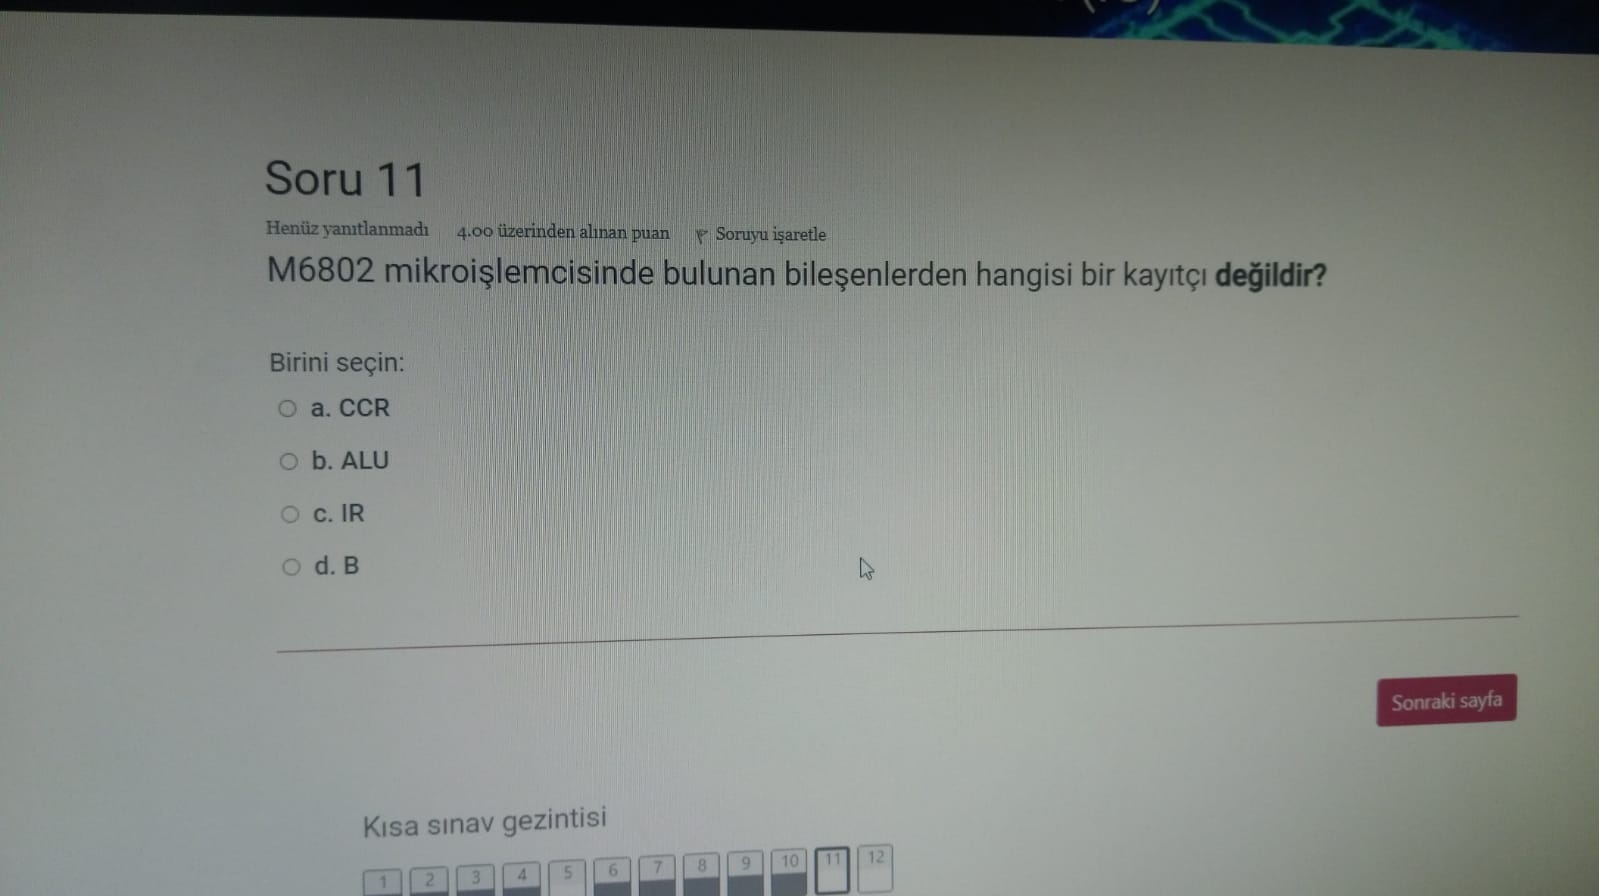 Soru 11
Henüz yanıtlanmadı 4.00 üzerinden alınan puan Soruyu işaretle
M6802 mikroişlemcisinde bulunan bileşenlerden hangisi bir kayıtçı değildir?
Birini seçin:
a. CCR
b. ALU
c. IR
d. B
Sonraki sayfa
Kısa sınav gezintisi
1 2 3 4 5 6 7 8 9 10 11 12